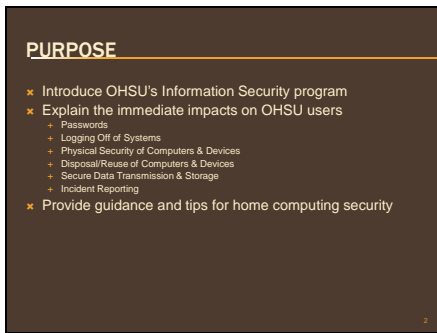 PURPOSE
× Introduce OHSU's Information Security program
× Explain the immediate impacts on OHSU users
+ Passwords
+ Logging Off of Systems
+ Physical Security of Computers & Devices
+ Disposal/Reuse of Computers & Devices
+ Secure Data Transmission & Storage
+ Incident Reporting
× Provide guidance and tips for home computing security
2